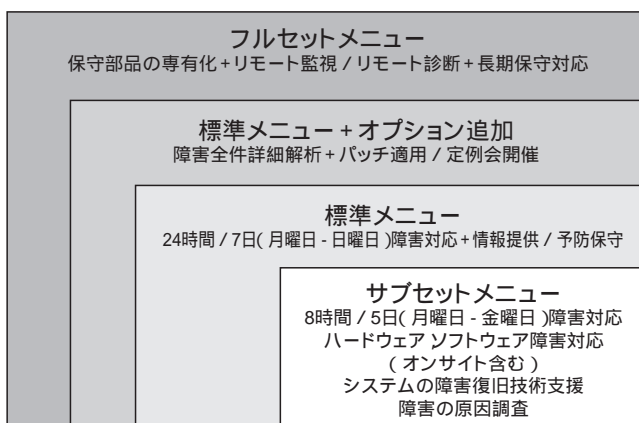 フルセットメニュー
保守部品の専有化+リモート監視/リモート診断+長期保守対応
標準メニュー+オプション追加
障害全件詳細解析+パッチ適用/定例会開催
標準メニュー
24時間/7日(月曜日-日曜日)障害対応+情報提供/予防保守
サブセットメニュー
8時間/5日(月曜日-金曜日)障害対応
ハードウェア ソフトウェア障害対応
(オンサイト含む)
システムの障害復旧技術支援
障害の原因調査